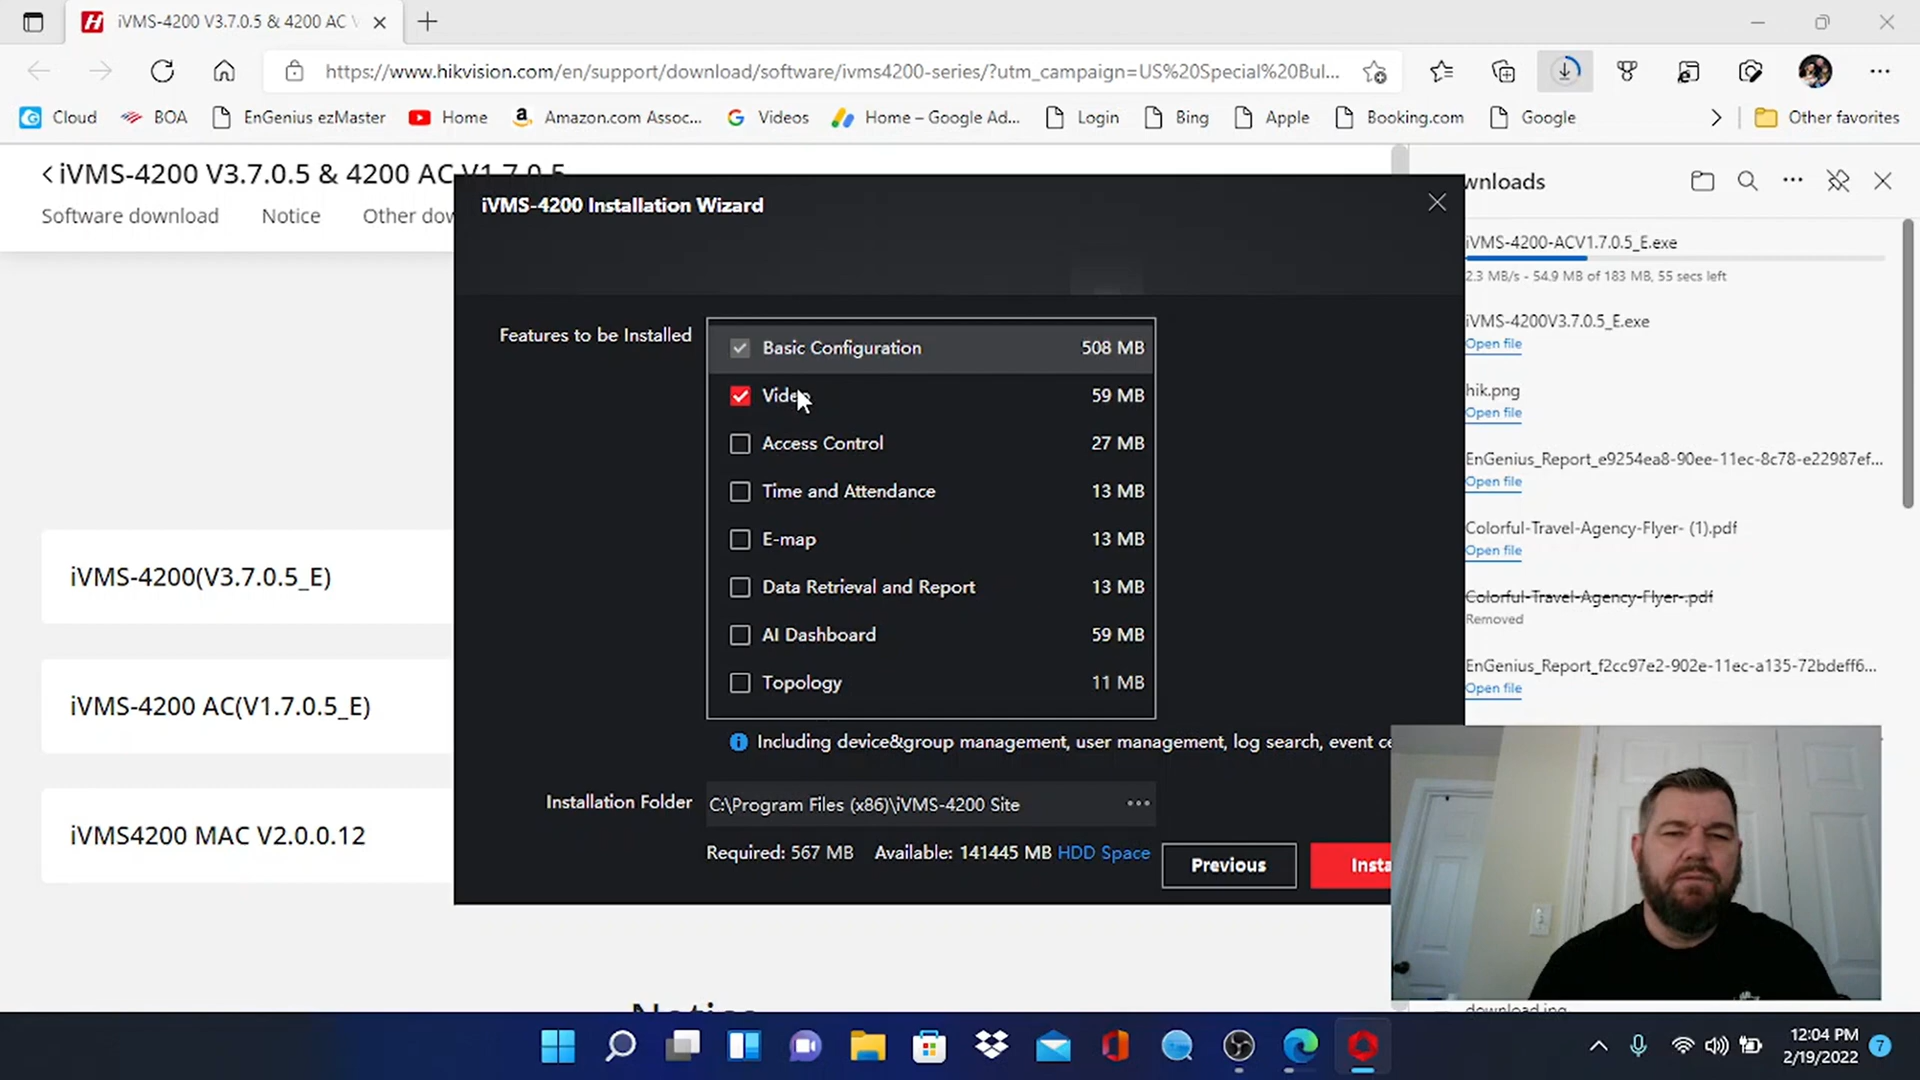 iVMS-4200 V3.7.0.5 & 4200 AC V
https://www.hikvision.com/en/support/download/software/ivms4200-series/?utm_campaign=US%20Special%20Bul...
Cloud
BOA
EnGenius ezMaster
Home
Amazon.com Assoc...
Videos
Home – Google Ad...
Login
Bing
Apple
Booking.com
Google
Other favorites
iVMS-4200 V3.7.0.5 & 4200 AC V1.7.0.5
Software download
Notice
Other dow
iVMS-4200(V3.7.0.5_E)
iVMS-4200 AC(V1.7.0.5_E)
iVMS4200 MAC V2.0.0.12
iVMS-4200 Installation Wizard
Features to be Installed
Basic Configuration 508 MB
Video 59 MB
Access Control 27 MB
Time and Attendance 13 MB
E-map 13 MB
Data Retrieval and Report 13 MB
AI Dashboard 59 MB
Topology 11 MB
Including device&group management, user management, log search, event ce
Installation Folder
C:\Program Files (x86)\iVMS-4200 Site
Required: 567 MB Available: 141445 MB HDD Space
Previous
Insta
wnloads
iVMS-4200-ACV1.7.0.5_E.exe
2.3 MB/s - 54.9 MB of 183 MB, 55 secs left
iVMS-4200V3.7.0.5_E.exe
Open file
hik.png
Open file
EnGenius_Report_e9254ea8-90ee-11ec-8c78-e22987ef...
Open file
Colorful-Travel-Agency-Flyer- (1).pdf
Open file
Colorful-Travel-Agency-Flyer-.pdf
Removed
EnGenius_Report_f2cc97e2-902e-11ec-a135-72bdeff6...
Open file
12:04 PM
2/19/2022
7